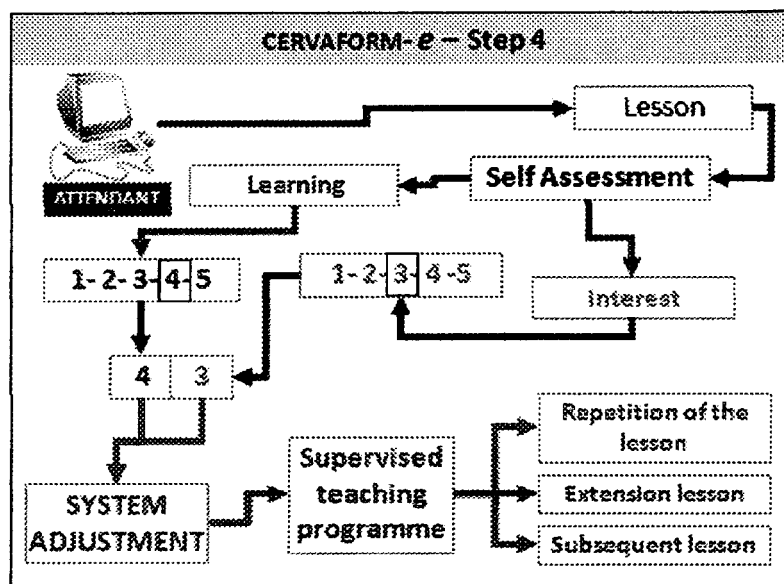 CERVAFORM-e – Step 4
Lesson
ATTENDANT
Learning
Self Assessment
1-2-3-4-5
1-2-3-4-5
Interest
4 3
Repetition of the
lesson
Supervised
teaching
programme
SYSTEM
ADJUSTMENT
Extension lesson
Subsequent lesson